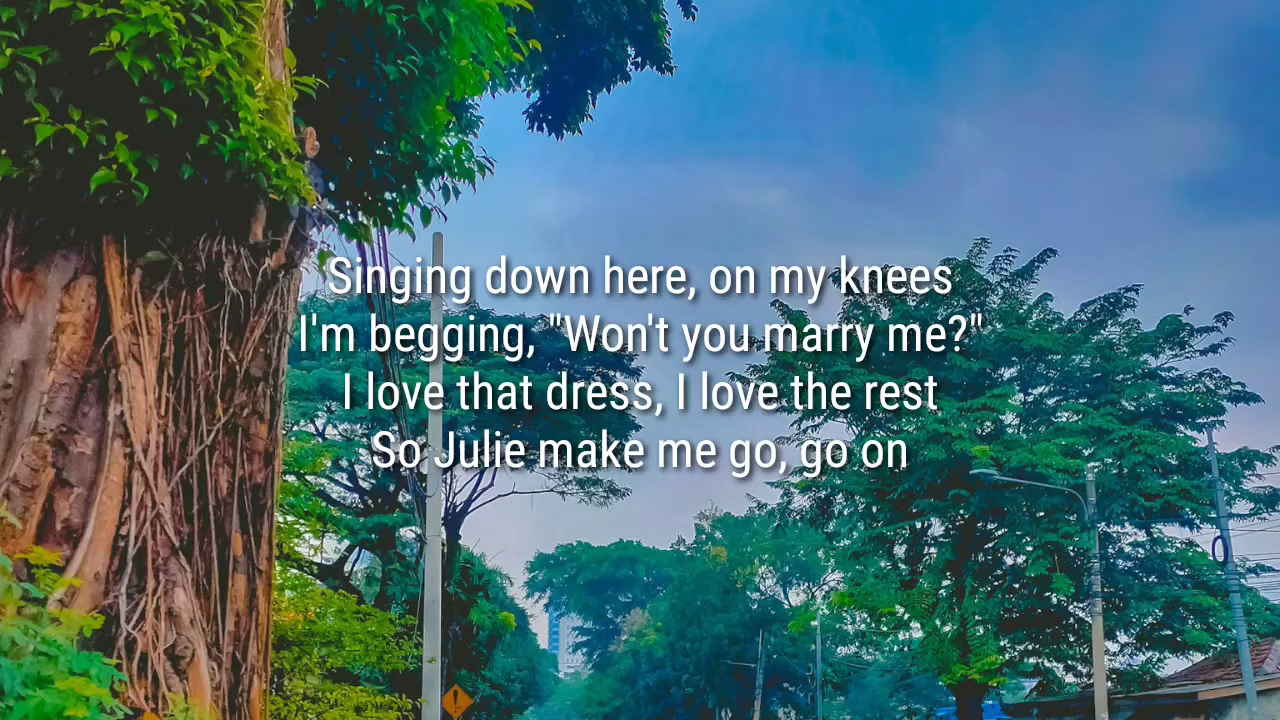 Singing down here, on my knees
I'm begging, "Won't you marry me?"
I love that dress, I love the rest
So Julie make me go, go on